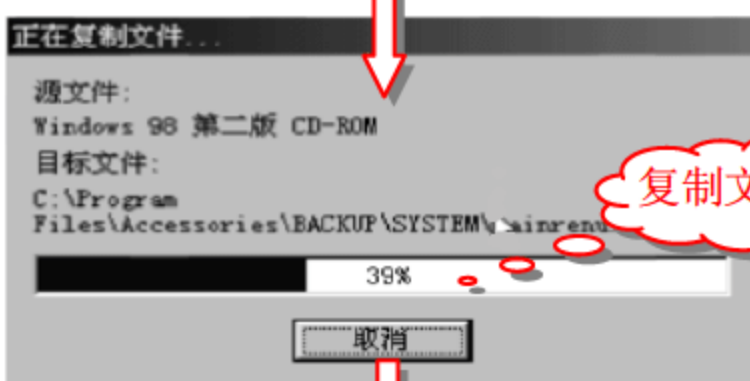 正在复制文件...
源文件:
Windows 98 第二版 CD-ROM
目标文件:
C:\Program
Files\Accessories\BACKUP\SYSTEM\
复制文
39%
取消